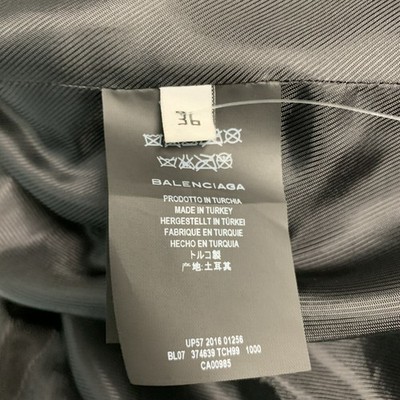 36
BALENCIAGA
PRODOTTO IN TURCHIA
MADE IN TURKEY
HERGESTELLT IN TÜRKEI
FABRIQUE EN TURQUIE
HECHO EN TURQUIA
トルコ製
产地:土耳其
UP57 2016 01256
BL07 374639 TCH99 1000
CA00985